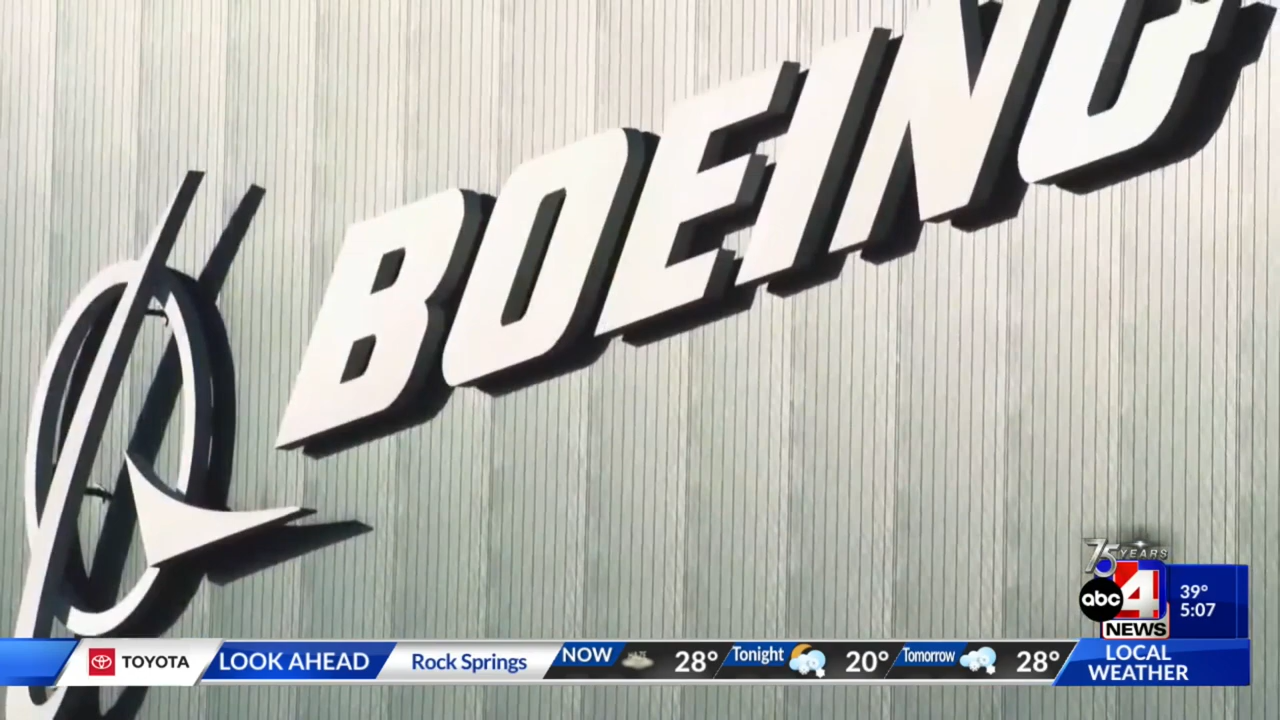 BOEING
75 YEARS
abc 4
NEWS
39°
5:07
TOYOTA
LOOK AHEAD
Rock Springs
NOW
HAZE
28°
Tonight
20°
Tomorrow
28°
LOCAL
WEATHER